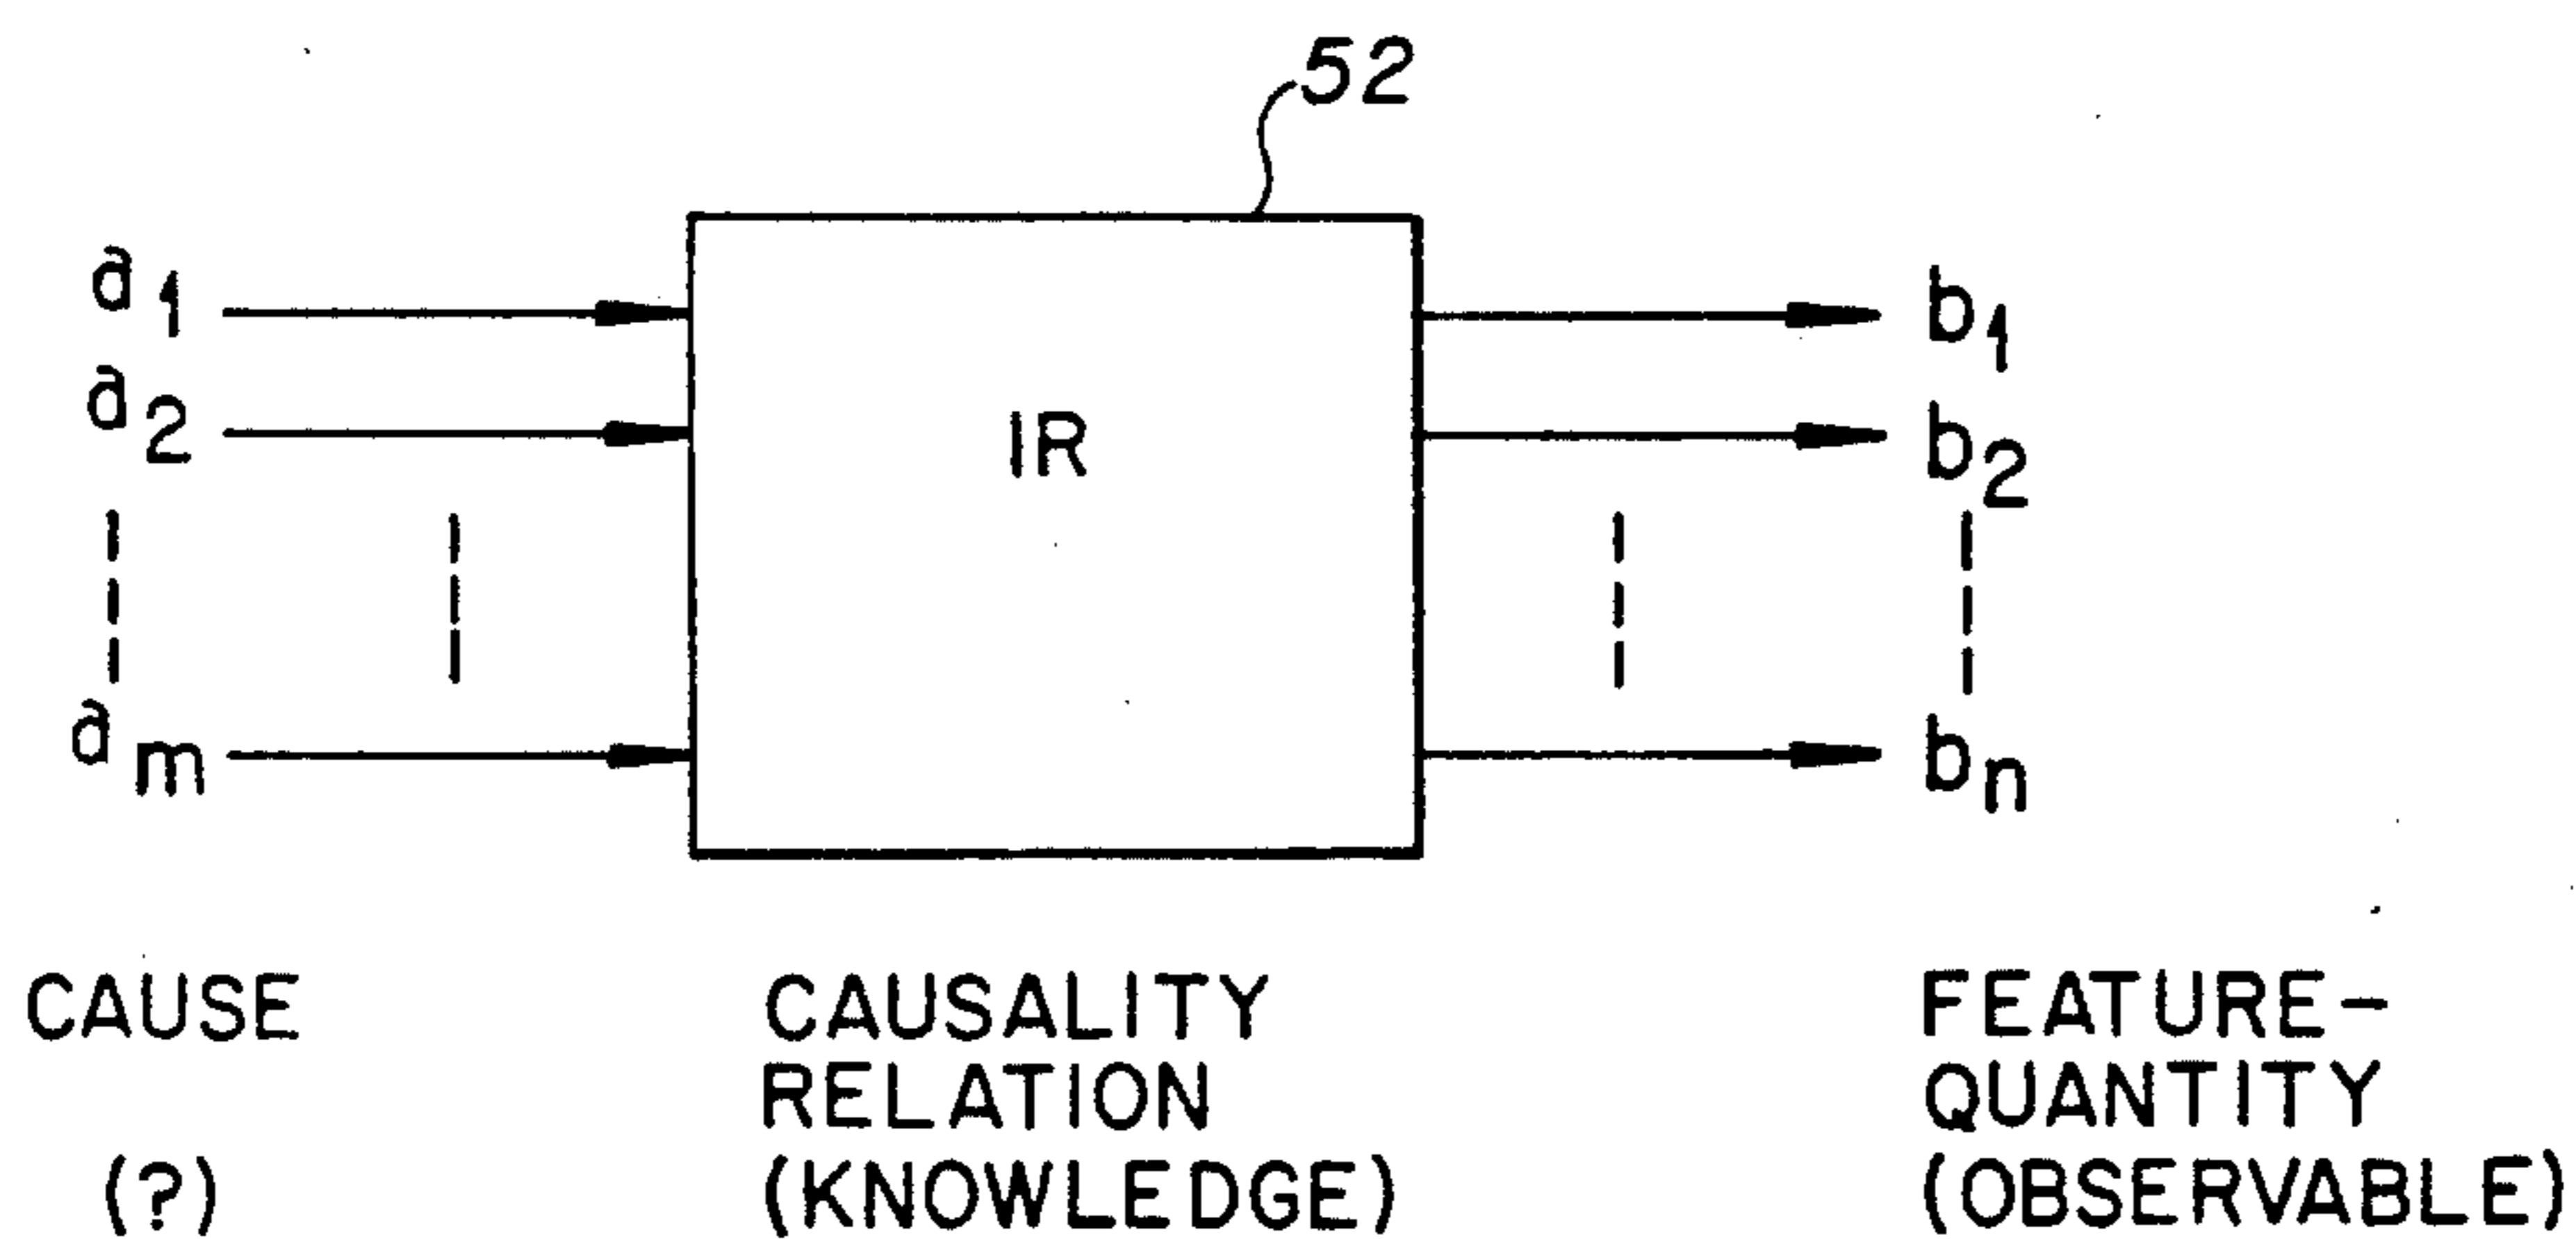 52
a1
b1
a2
b2
IR
am
bn
CAUSE
(?)
CAUSALITY
RELATION
(KNOWLEDGE)
FEATURE-
QUANTITY
(OBSERVABLE)